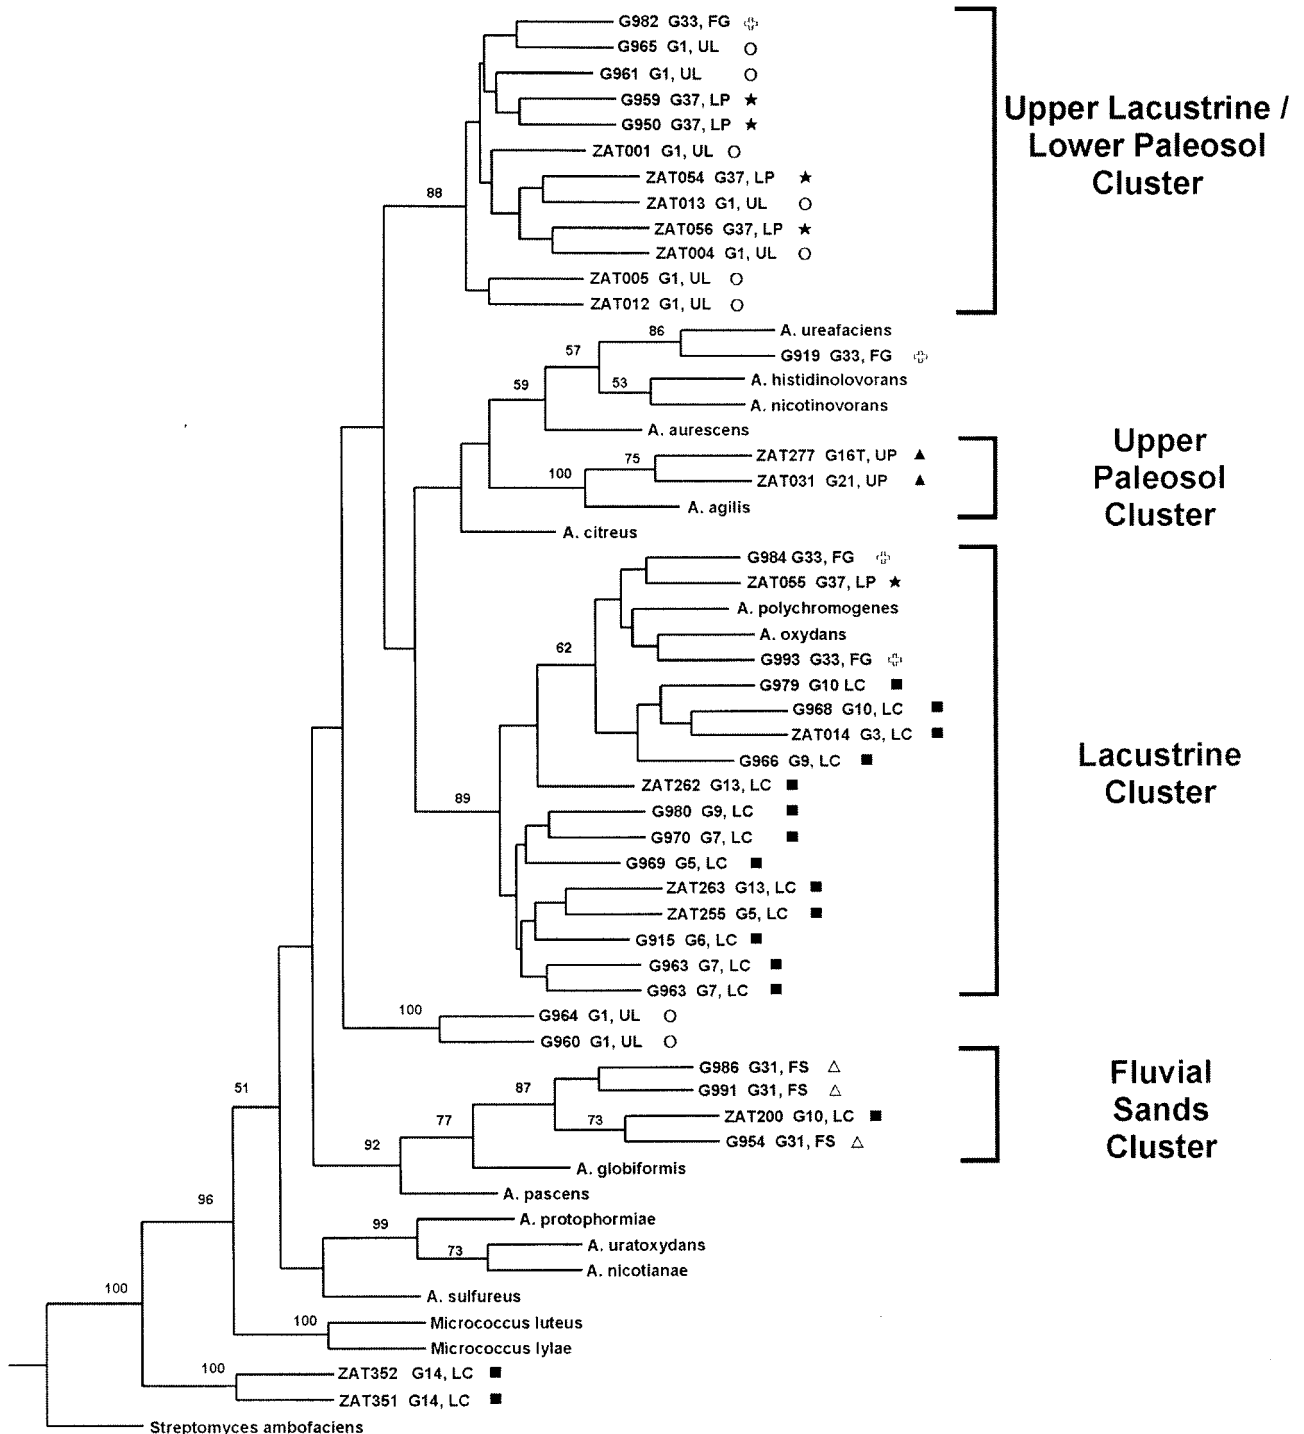 G982 G33, FG
G965 G1, UL
G961 G1, UL
G959 G37, LP ★
G950 G37, LP ★
ZAT001 G1, UL
88
ZAT054 G37, LP ★
ZAT013 G1, UL
ZAT056 G37, LP ★
ZAT004 G1, UL
ZAT005 G1, UL
ZAT012 G1, UL
Upper Lacustrine /
Lower Paleosol
Cluster
86
A. ureafaciens
G919 G33, FG
57
53
A. histidinolovorans
A. nicotinovorans
59
A. aurescens
75
ZAT277 G16T, UP ▲
100
ZAT031 G21, UP ▲
A. agilis
A. citreus
Upper
Paleosol
Cluster
G984 G33, FG
ZAT055 G37, LP ★
A. polychromogenes
A. oxydans
62
G993 G33, FG
G979 G10 LC ■
G968 G10, LC ■
ZAT014 G3, LC ■
G966 G9, LC ■
ZAT262 G13, LC ■
89
G980 G9, LC ■
G970 G7, LC ■
G969 G5, LC ■
ZAT263 G13, LC ■
ZAT255 G5, LC ■
G915 G6, LC ■
G963 G7, LC ■
G963 G7, LC ■
Lacustrine
Cluster
100
G964 G1, UL
G960 G1, UL
87
G986 G31, FS △
G991 G31, FS △
77
73
ZAT200 G10, LC ■
G954 G31, FS △
92
A. globiformis
A. pascens
Fluvial
Sands
Cluster
51
96
99
A. protophormiae
73
A. uratoxydans
A. nicotianae
A. sulfureus
100
100
Micrococcus luteus
Micrococcus lylae
100
ZAT352 G14, LC ■
ZAT351 G14, LC ■
Streptomyces ambofaciens